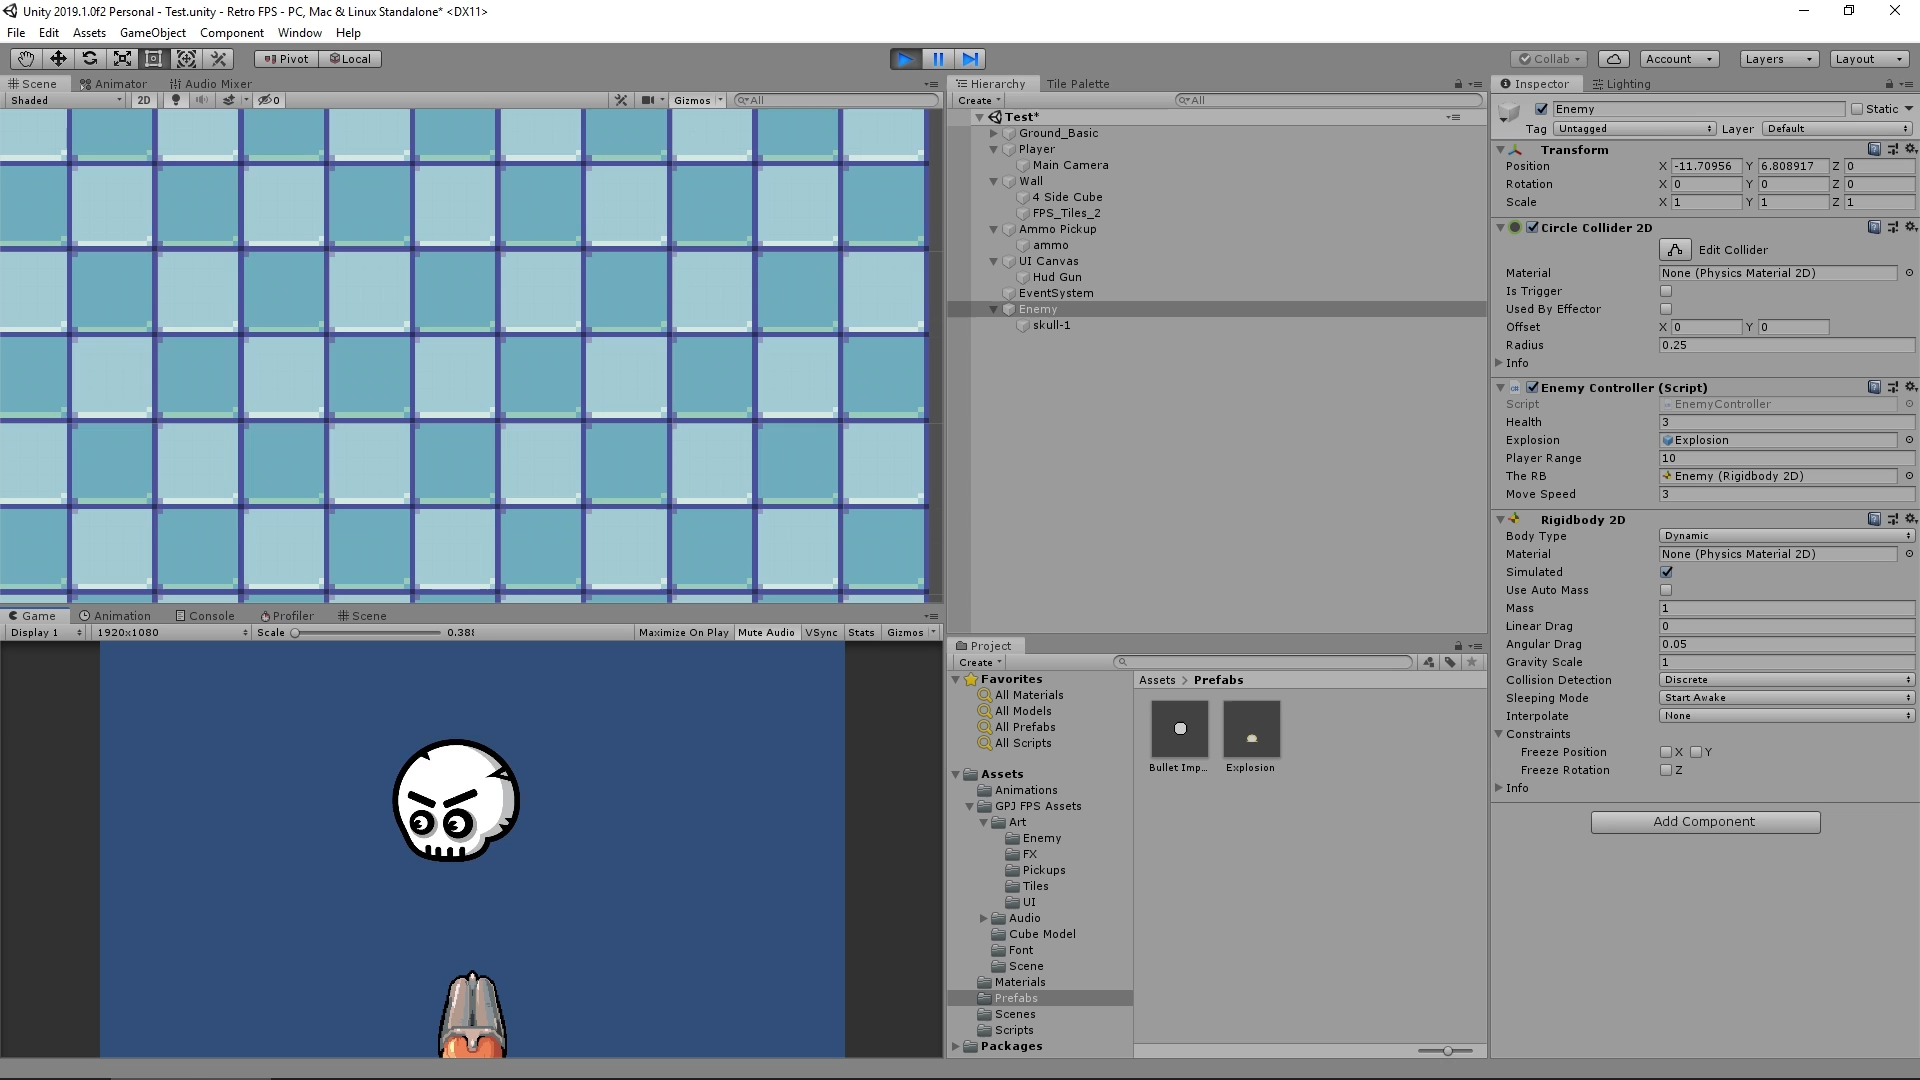 Unity 2019.1.0f2 Personal - Test.unity - Retro FPS - PC, Mac & Linux Standalone* <DX11>
File Edit Assets GameObject Component Window Help
Pivot Local
Collab Account Layers Layout
Scene Animator Audio Mixer
Shaded 2D 0 Gizmos All
Hierarchy Tile Palette
Create All
Test*
Ground_Basic
Player
Main Camera
Wall
4 Side Cube
FPS_Tiles_2
Ammo Pickup
ammo
UI Canvas
Hud Gun
EventSystem
Enemy
skull-1
Inspector Lighting
Enemy Static
Tag Untagged Layer Default
Transform
Position X -11.70956 Y 6.808917 Z 0
Rotation X 0 Y 0 Z 0
Scale X 1 Y 1 Z 1
Circle Collider 2D
Edit Collider
Material None (Physics Material 2D)
Is Trigger
Used By Effector
Offset X 0 Y 0
Radius 0.25
Info
Enemy Controller (Script)
Script EnemyController
Health 3
Explosion Explosion
Player Range 10
The RB Enemy (Rigidbody 2D)
Move Speed 3
Rigidbody 2D
Body Type Dynamic
Material None (Physics Material 2D)
Simulated
Use Auto Mass
Mass 1
Linear Drag 0
Angular Drag 0.05
Gravity Scale 1
Collision Detection Discrete
Sleeping Mode Start Awake
Interpolate None
Constraints
Freeze Position X Y
Freeze Rotation Z
Info
Add Component
Game Animation Console Profiler Scene
Display 1 1920x1080 Scale 0.388 Maximize On Play Mute Audio VSync Stats Gizmos
Project
Create
Favorites
All Materials
All Models
All Prefabs
All Scripts
Assets
Animations
GPJ FPS Assets
Art
Enemy
FX
Pickups
Tiles
UI
Audio
Cube Model
Font
Scene
Materials
Prefabs
Scenes
Scripts
Packages
Assets > Prefabs
Bullet Imp... Explosion